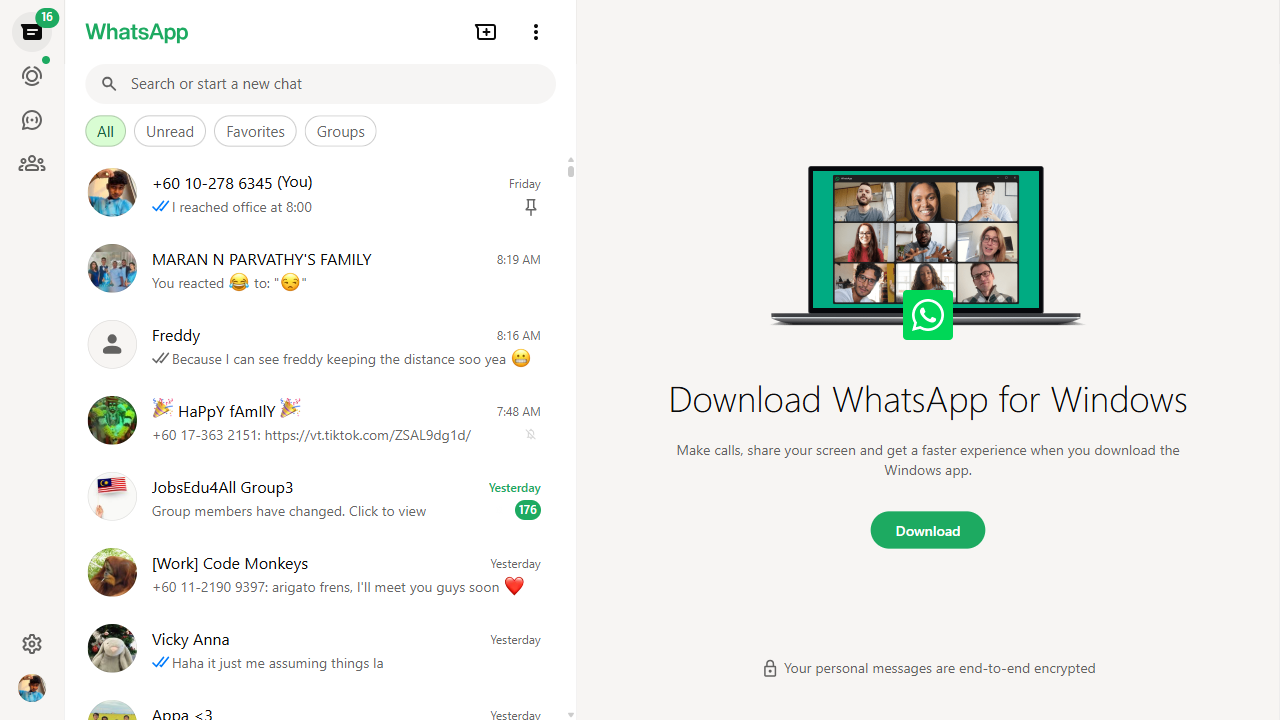 16
WhatsApp
Search or start a new chat
All
Unread
Favorites
Groups
+60 10-278 6345 (You)
Friday
I reached office at 8:00
MARAN N PARVATHY'S FAMILY
8:19 AM
You reacted 😂 to: "😒"
Freddy
8:16 AM
Because I can see freddy keeping the distance soo yea 😬
🎉 HaPpY fAmIlY 🎉
7:48 AM
+60 17-363 2151: https://vt.tiktok.com/ZSAL9dg1d/
JobsEdu4All Group3
Yesterday
Group members have changed. Click to view
176
[Work] Code Monkeys
Yesterday
+60 11-2190 9397: arigato frens, I'll meet you guys soon ❤️
Vicky Anna
Yesterday
Haha it just me assuming things la
Appa <3
Yesterday
WhatsApp
Download WhatsApp for Windows
Make calls, share your screen and get a faster experience when you download the
Windows app.
Download
Your personal messages are end-to-end encrypted